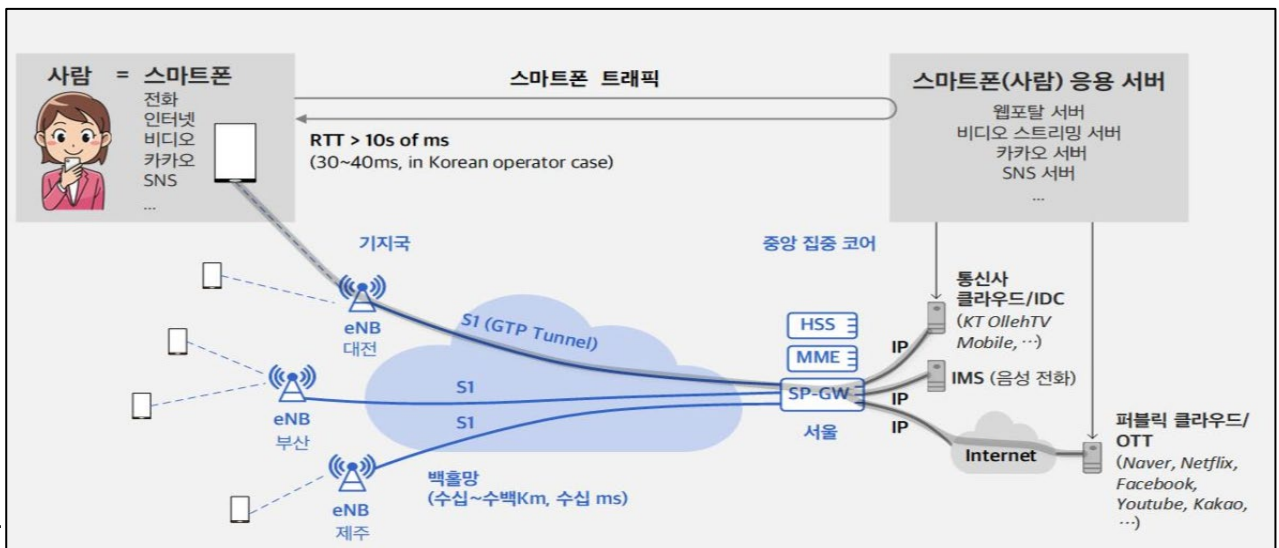 사람 = 스마트폰
전화
인터넷
비디오
카카오
SNS
...
스마트폰 트래픽
RTT > 10s of ms
(30~40ms, in Korean operator case)
스마트폰(사람) 응용 서버
웹포탈 서버
비디오 스트리밍 서버
카카오 서버
SNS 서버
...
기지국
중앙 집중 코어
eNB
대전
S1 (GTP Tunnel)
HSS
MME
SP-GW
서울
IP
IP
IP
통신사
클라우드/IDC
(KT OllehTV
Mobile, …)
IMS (음성 전화)
eNB
부산
S1
S1
eNB
제주
백홀망
(수십~수백Km, 수십 ms)
Internet
퍼블릭 클라우드/
OTT
(Naver, Netflix,
Facebook,
Youtube, Kakao,
…)